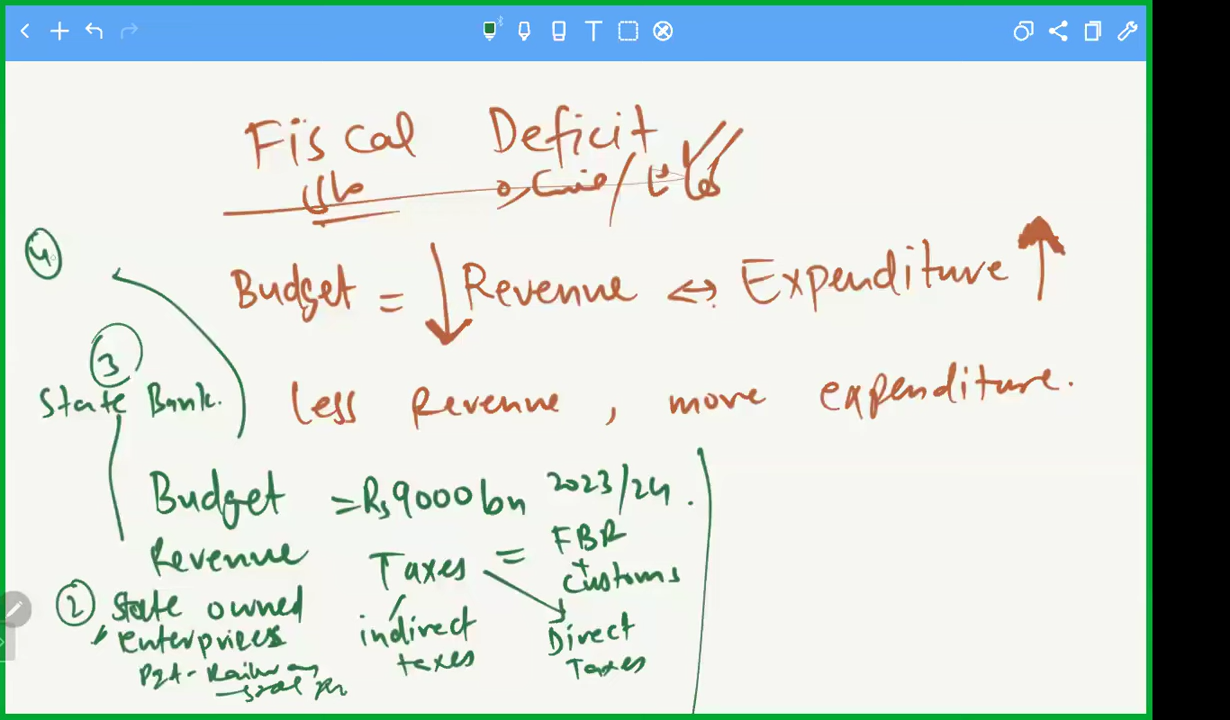 Fiscal Deficit
Budget = Revenue ↔ Expenditure
4
3
State Bank.
less Revenue, more expenditure.
Budget = Rs 9000 bn 2023/24.
Revenue Taxes = FBR
+
customs
2 State owned
enterprises
indirect
taxes
Direct
Taxes
PIA - Railway